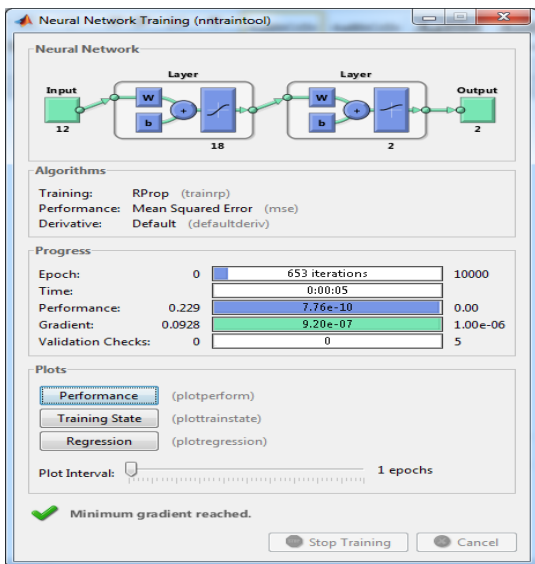 Neural Network Training (nntraintool)
Neural Network
Layer Layer
Input Output
W W
b b
+ +
12 18 2 2
Algorithms
Training: RProp (trainrp)
Performance: Mean Squared Error (mse)
Derivative: Default (defaultderiv)
Progress
Epoch: 0 653 iterations 10000
Time: 0:00:05
Performance: 0.229 7.76e-10 0.00
Gradient: 0.0928 9.20e-07 1.00e-06
Validation Checks: 0 0 5
Plots
Performance (plotperform)
Training State (plottrainstate)
Regression (plotregression)
Plot Interval: 1 epochs
Minimum gradient reached.
Stop Training Cancel